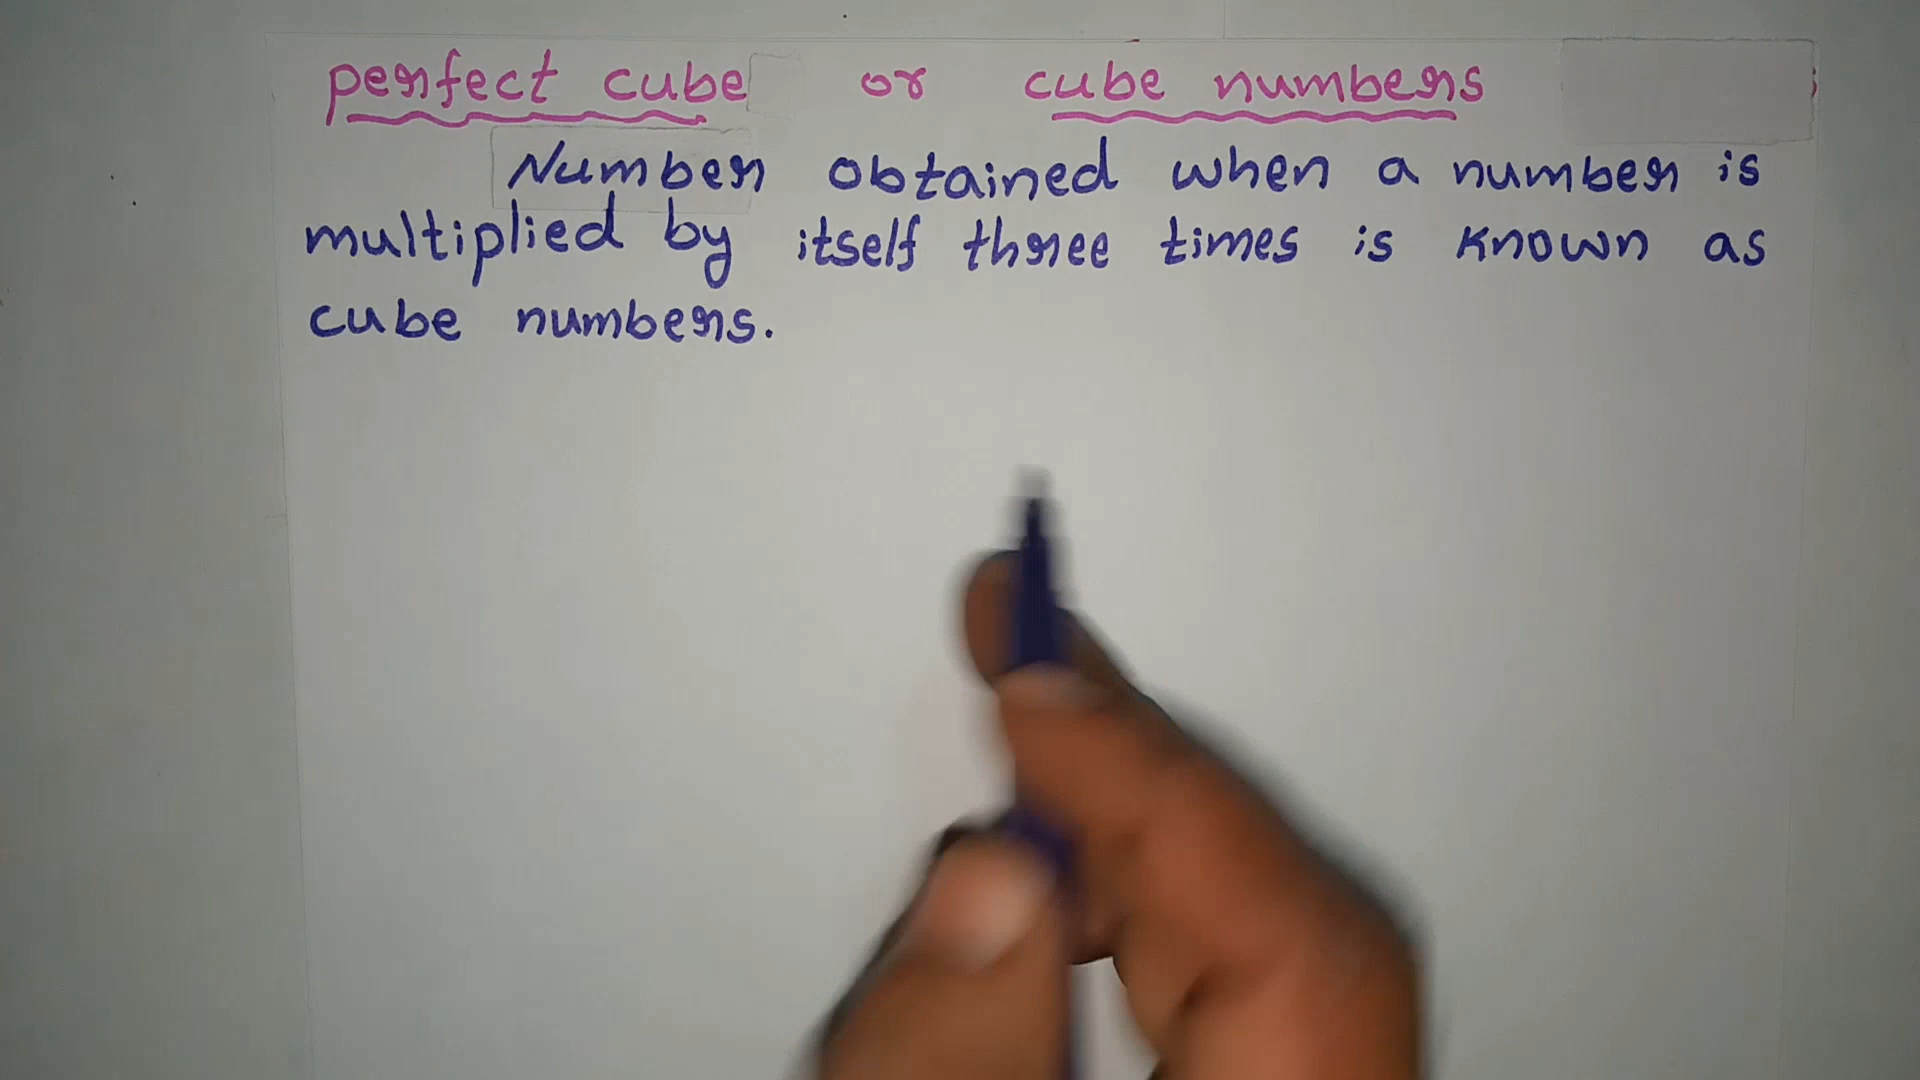 perfect cube or cube numbers
Number obtained when a number is
multiplied by itself three times is known as
cube numbers.